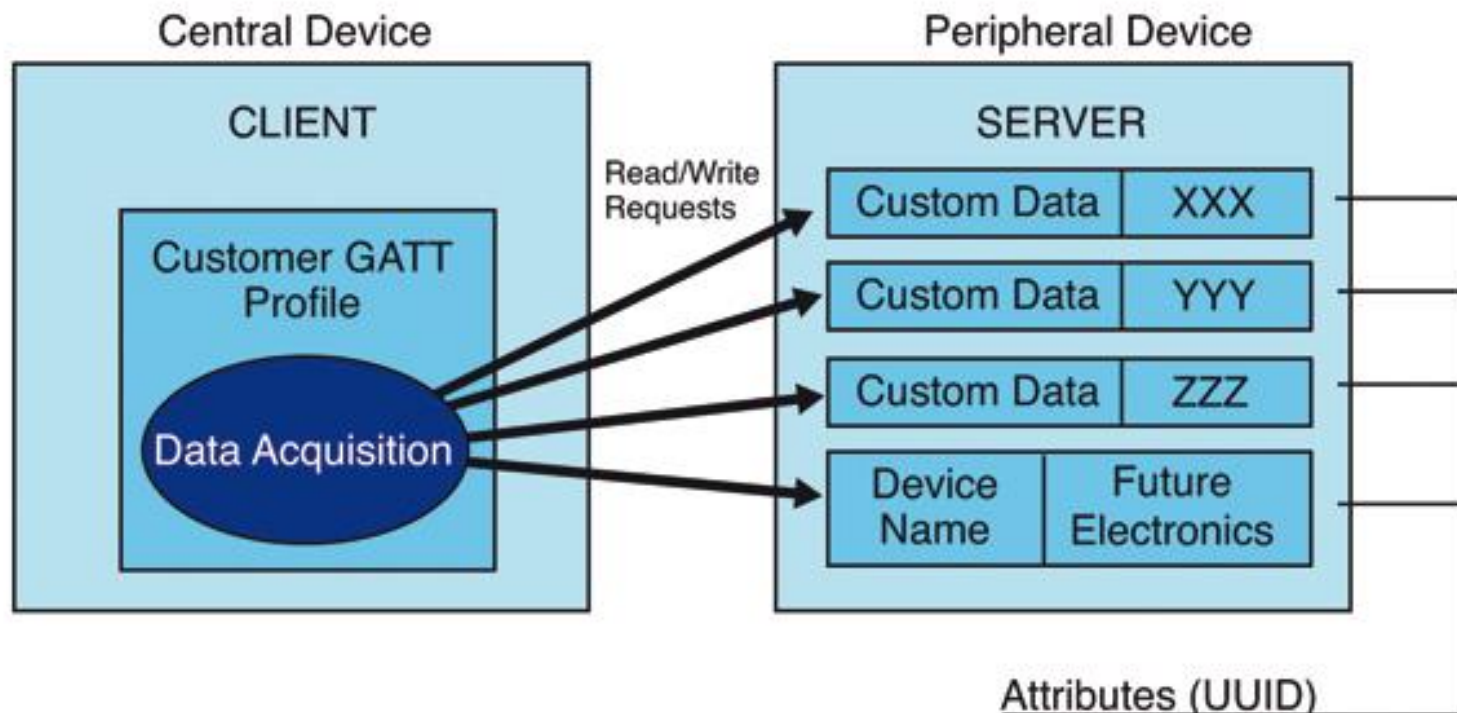 Central Device
Peripheral Device
CLIENT
SERVER
Read/Write
Requests
Customer GATT
Profile
Data Acquisition
Custom Data XXX
Custom Data YYY
Custom Data ZZZ
Device
Name
Future
Electronics
Attributes (UUID)